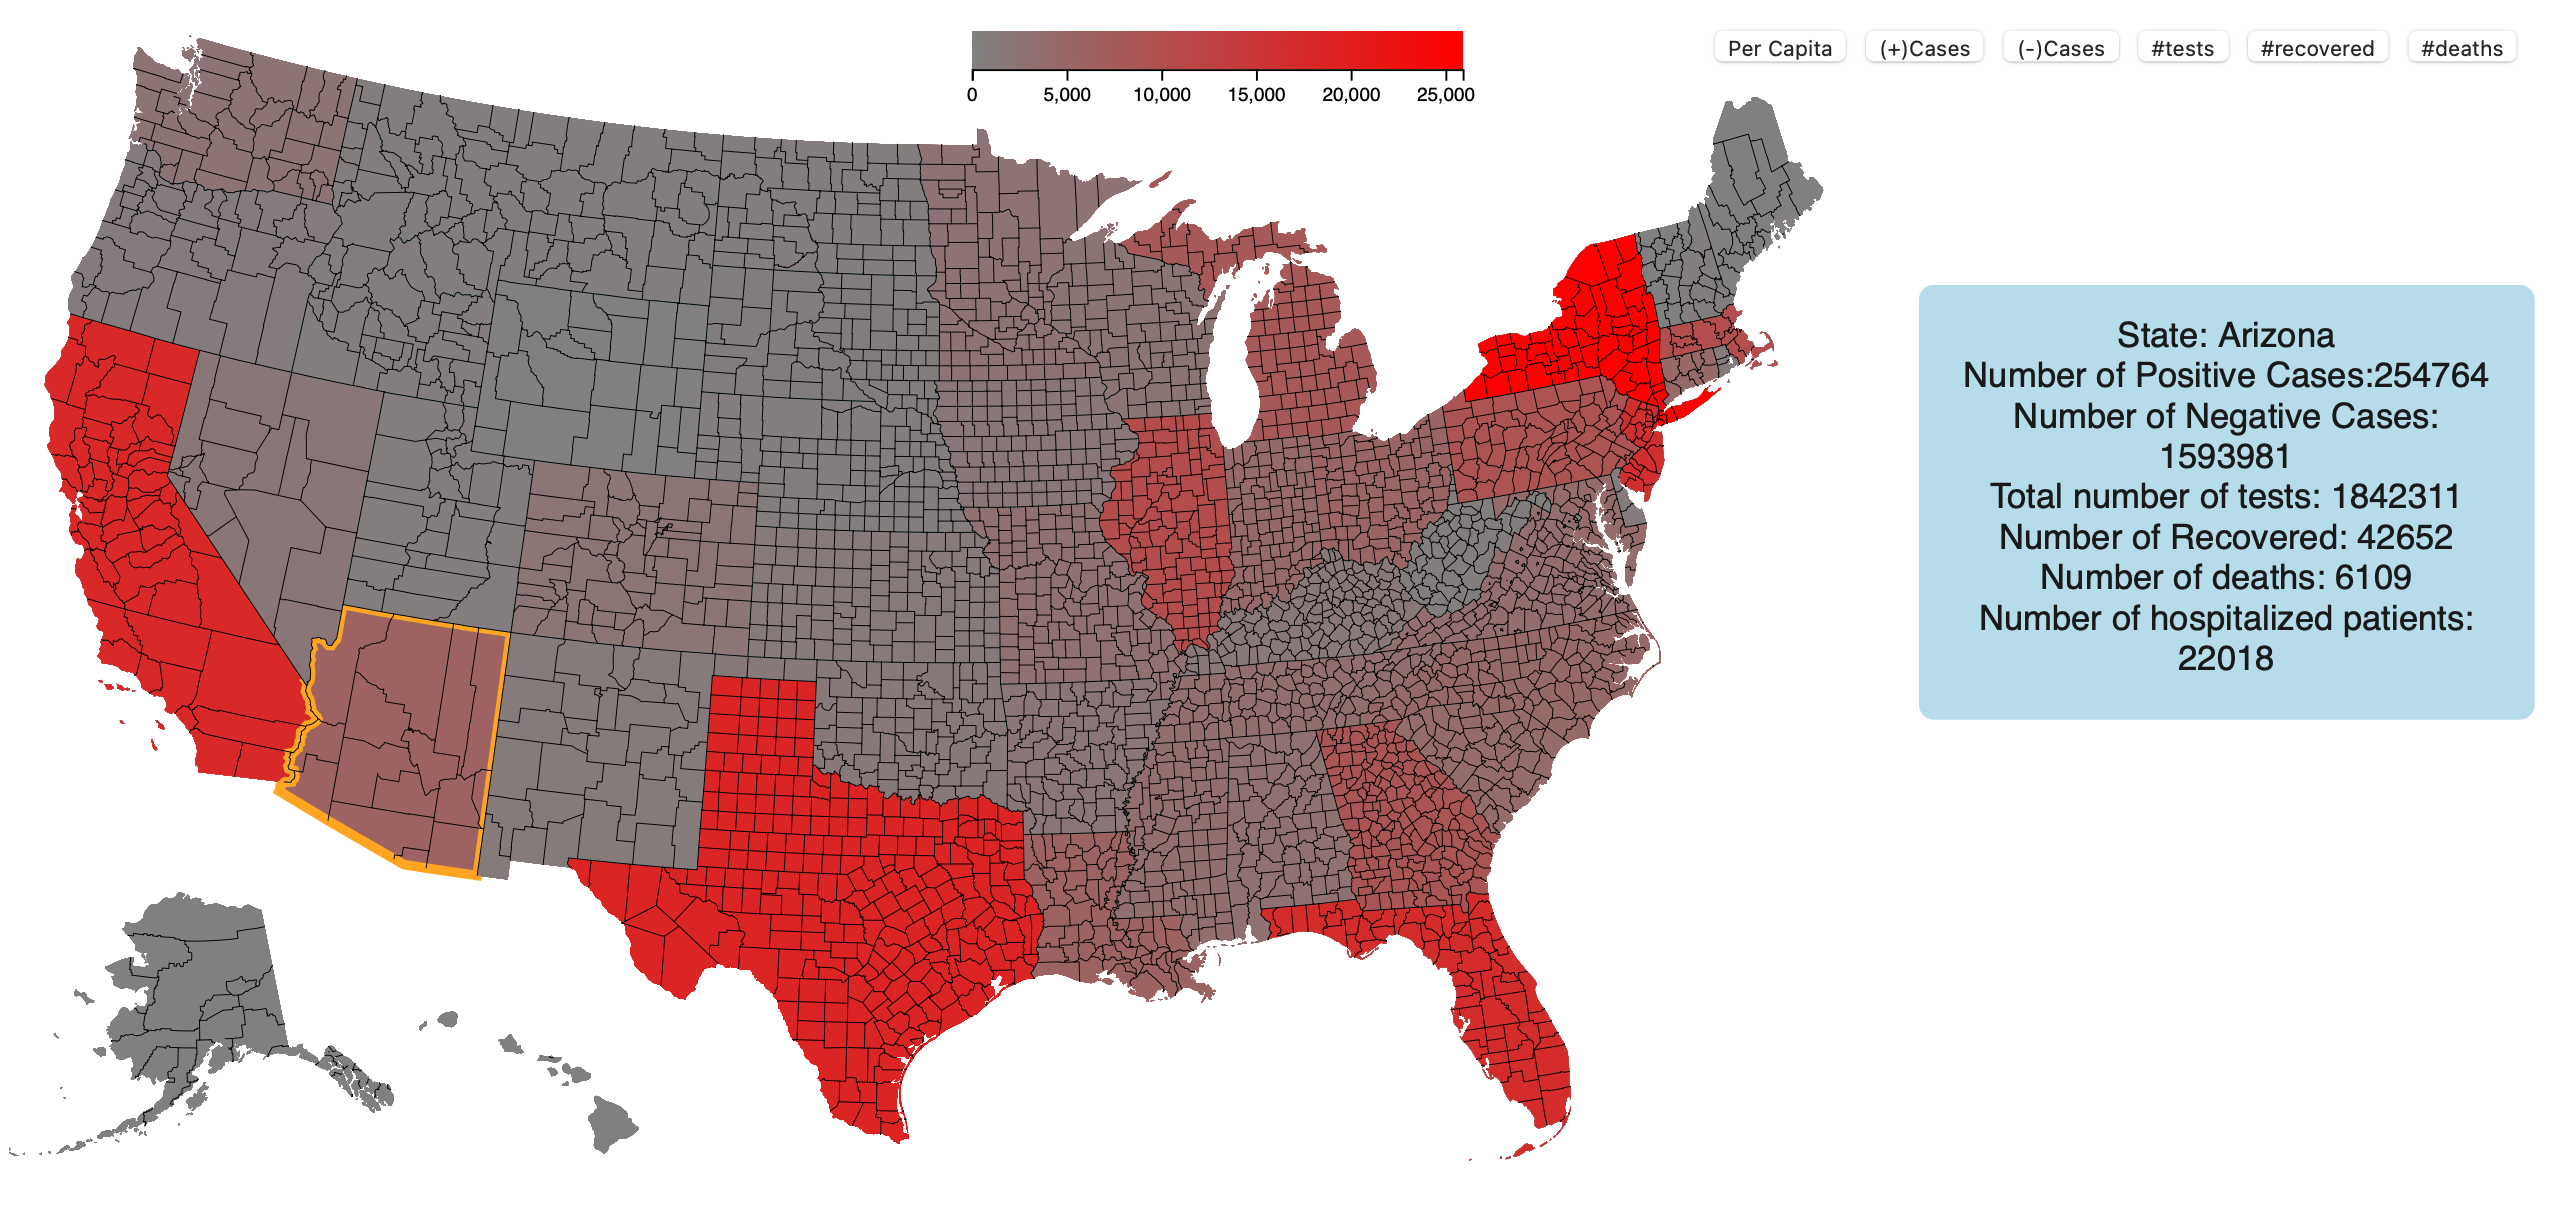 Per Capita (+)Cases (-)Cases #tests #recovered #deaths
0 5,000 10,000 15,000 20,000 25,000
State: Arizona
Number of Positive Cases:254764
Number of Negative Cases:
1593981
Total number of tests: 1842311
Number of Recovered: 42652
Number of deaths: 6109
Number of hospitalized patients:
22018